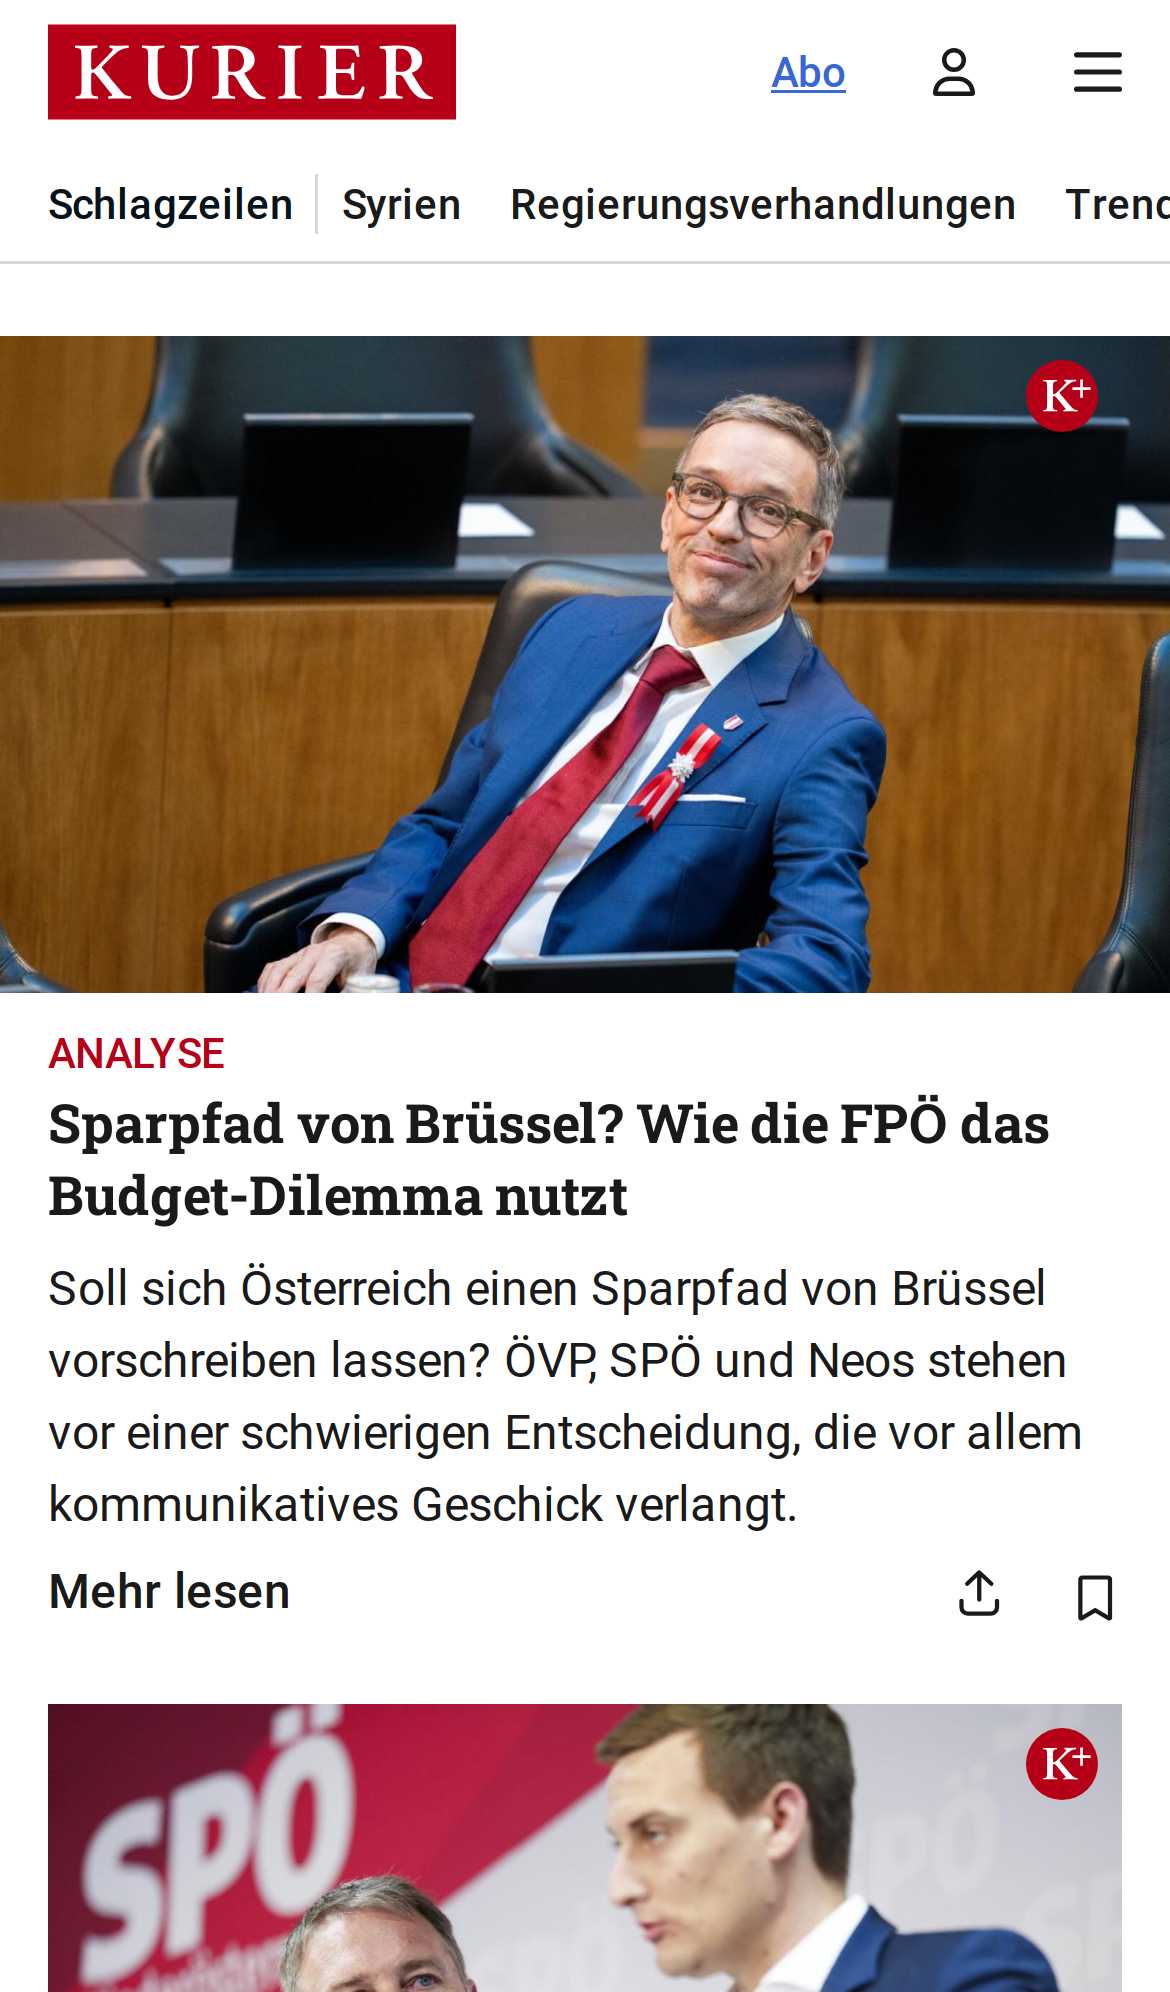 KURIER
Abo
Schlagzeilen
Syrien
Regierungsverhandlungen
Trend
K+
ANALYSE
Sparpfad von Brüssel? Wie die FPÖ das
Budget-Dilemma nutzt
Soll sich Österreich einen Sparpfad von Brüssel
vorschreiben lassen? ÖVP, SPÖ und Neos stehen
vor einer schwierigen Entscheidung, die vor allem
kommunikatives Geschick verlangt.
Mehr lesen
SPÖ
K+